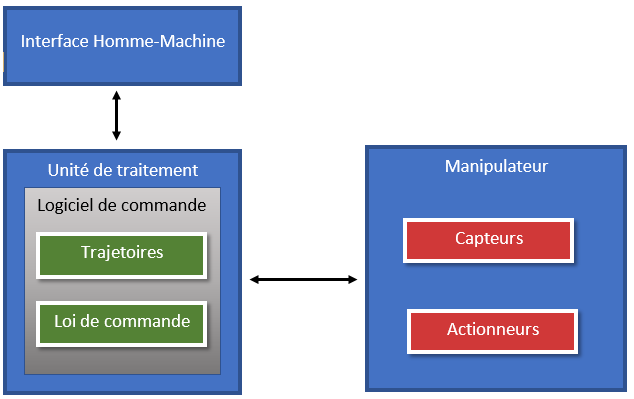 Interface Homme-Machine
Unité de traitement
Logiciel de commande
Trajetoires
Loi de commande
Manipulateur
Capteurs
Actionneurs